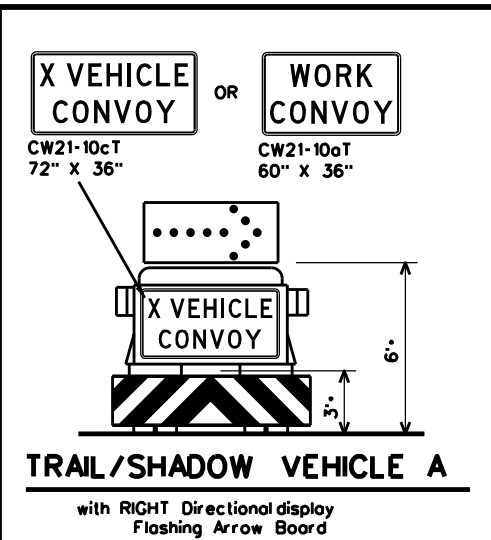 X VEHICLE
CONVOY
OR
WORK
CONVOY
CW21-10cT
72" X 36"
CW21-10aT
60" X 36"
X VEHICLE
CONVOY
6'±
3'±
TRAIL/SHADOW VEHICLE A
with RIGHT Directional display
Flashing Arrow Board